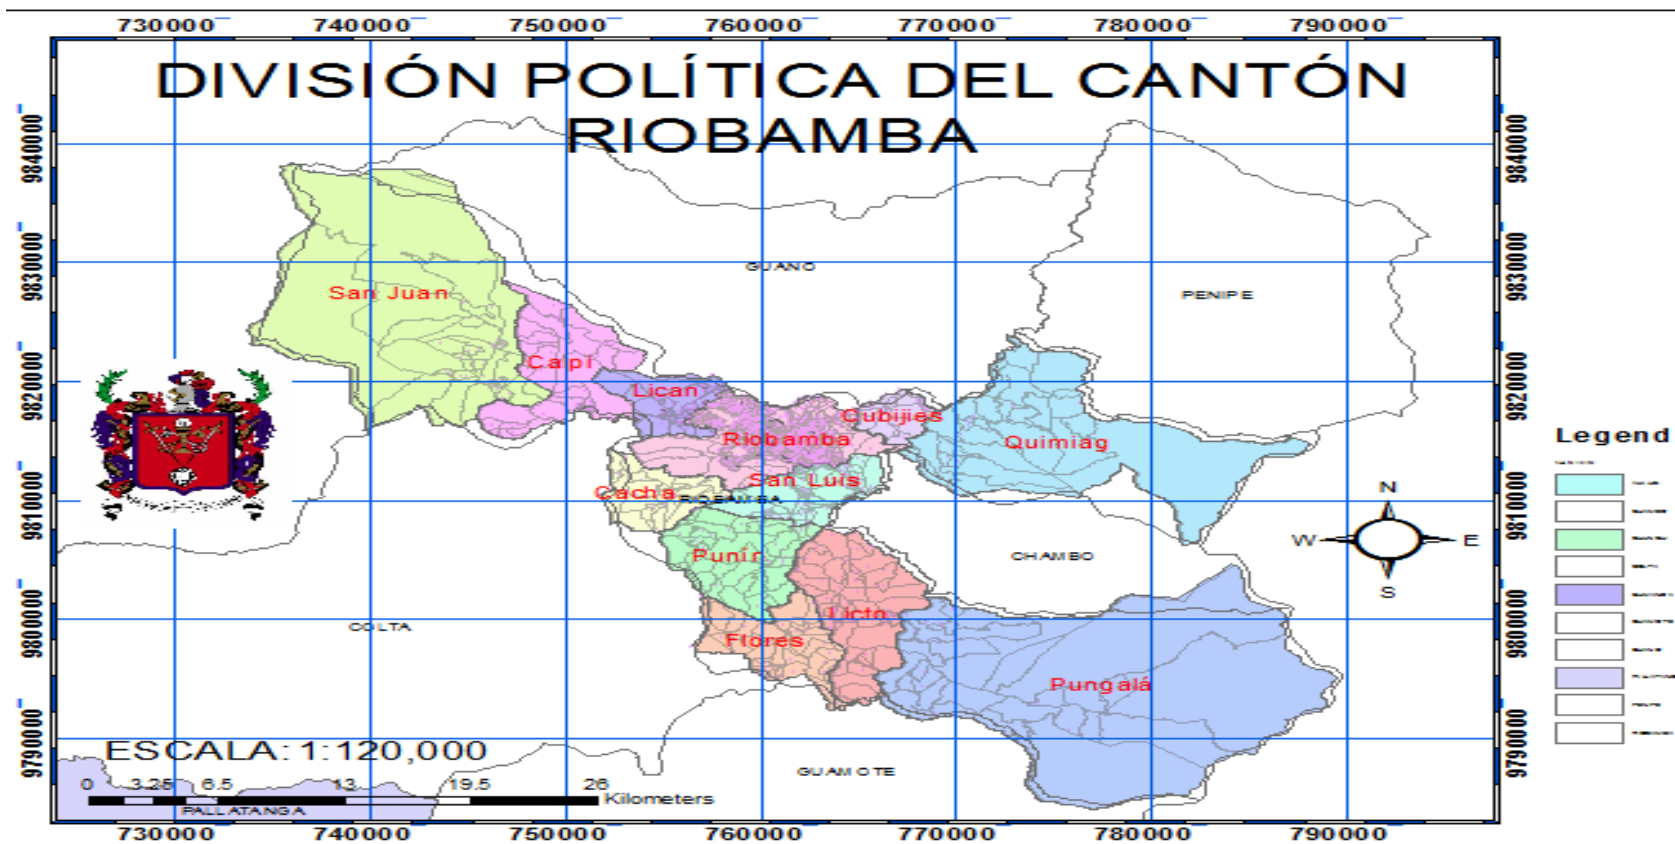 730000 740000 750000 760000 770000 780000 790000
DIVISIÓN POLÍTICA DEL CANTÓN
RIOBAMBA
9840000 9840000
9830000 9830000
GUANO
San Juan
PENIPE
Calpi
9820000 9820000
Lican
Cubijies
Riobamba
Quimiag
Legend
San Luis
Cacha
RIOBAMBA
9810000 9810000
N
W E
S
Punín
CHAMBO
Licto
9800000 9800000
COLTA
Flores
Pungalá
9790000 9790000
ESCALA: 1:120,000
GUAMOTE
0 3.25 6.5 13 19.5 26
Kilometers
PALLATANGA
730000 740000 750000 760000 770000 780000 790000